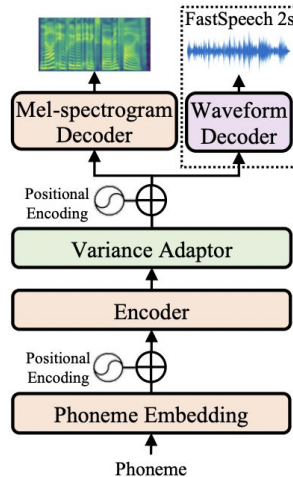 FastSpeech 2s
Mel-spectrogram
Decoder
Waveform
Decoder
Positional
Encoding
Variance Adaptor
Encoder
Positional
Encoding
Phoneme Embedding
Phoneme